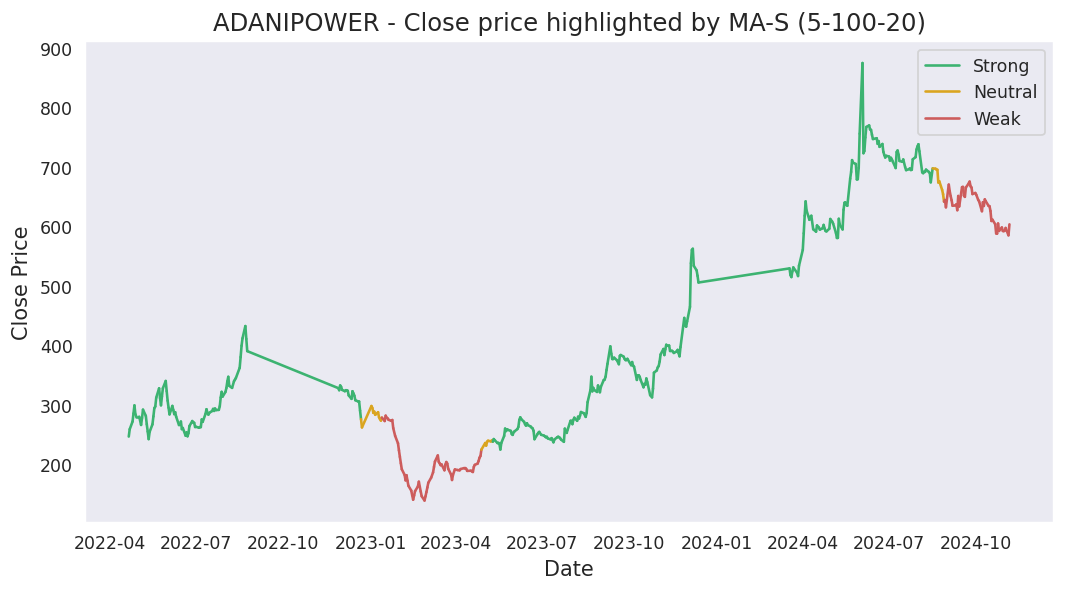 ADANIPOWER - Close price highlighted by MA-S (5-100-20)
Strong
Neutral
Weak
Close Price
900
800
700
600
500
400
300
200
2022-04 2022-07 2022-10 2023-01 2023-04 2023-07 2023-10 2024-01 2024-04 2024-07 2024-10
Date